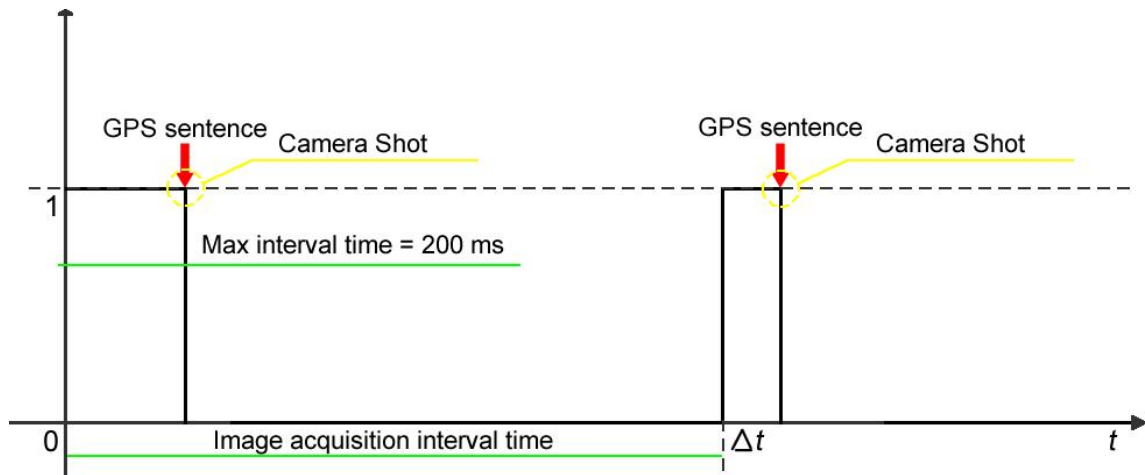 GPS sentence
Camera Shot
GPS sentence
Camera Shot
1
Max interval time = 200 ms
0
Image acquisition interval time
Δt
t